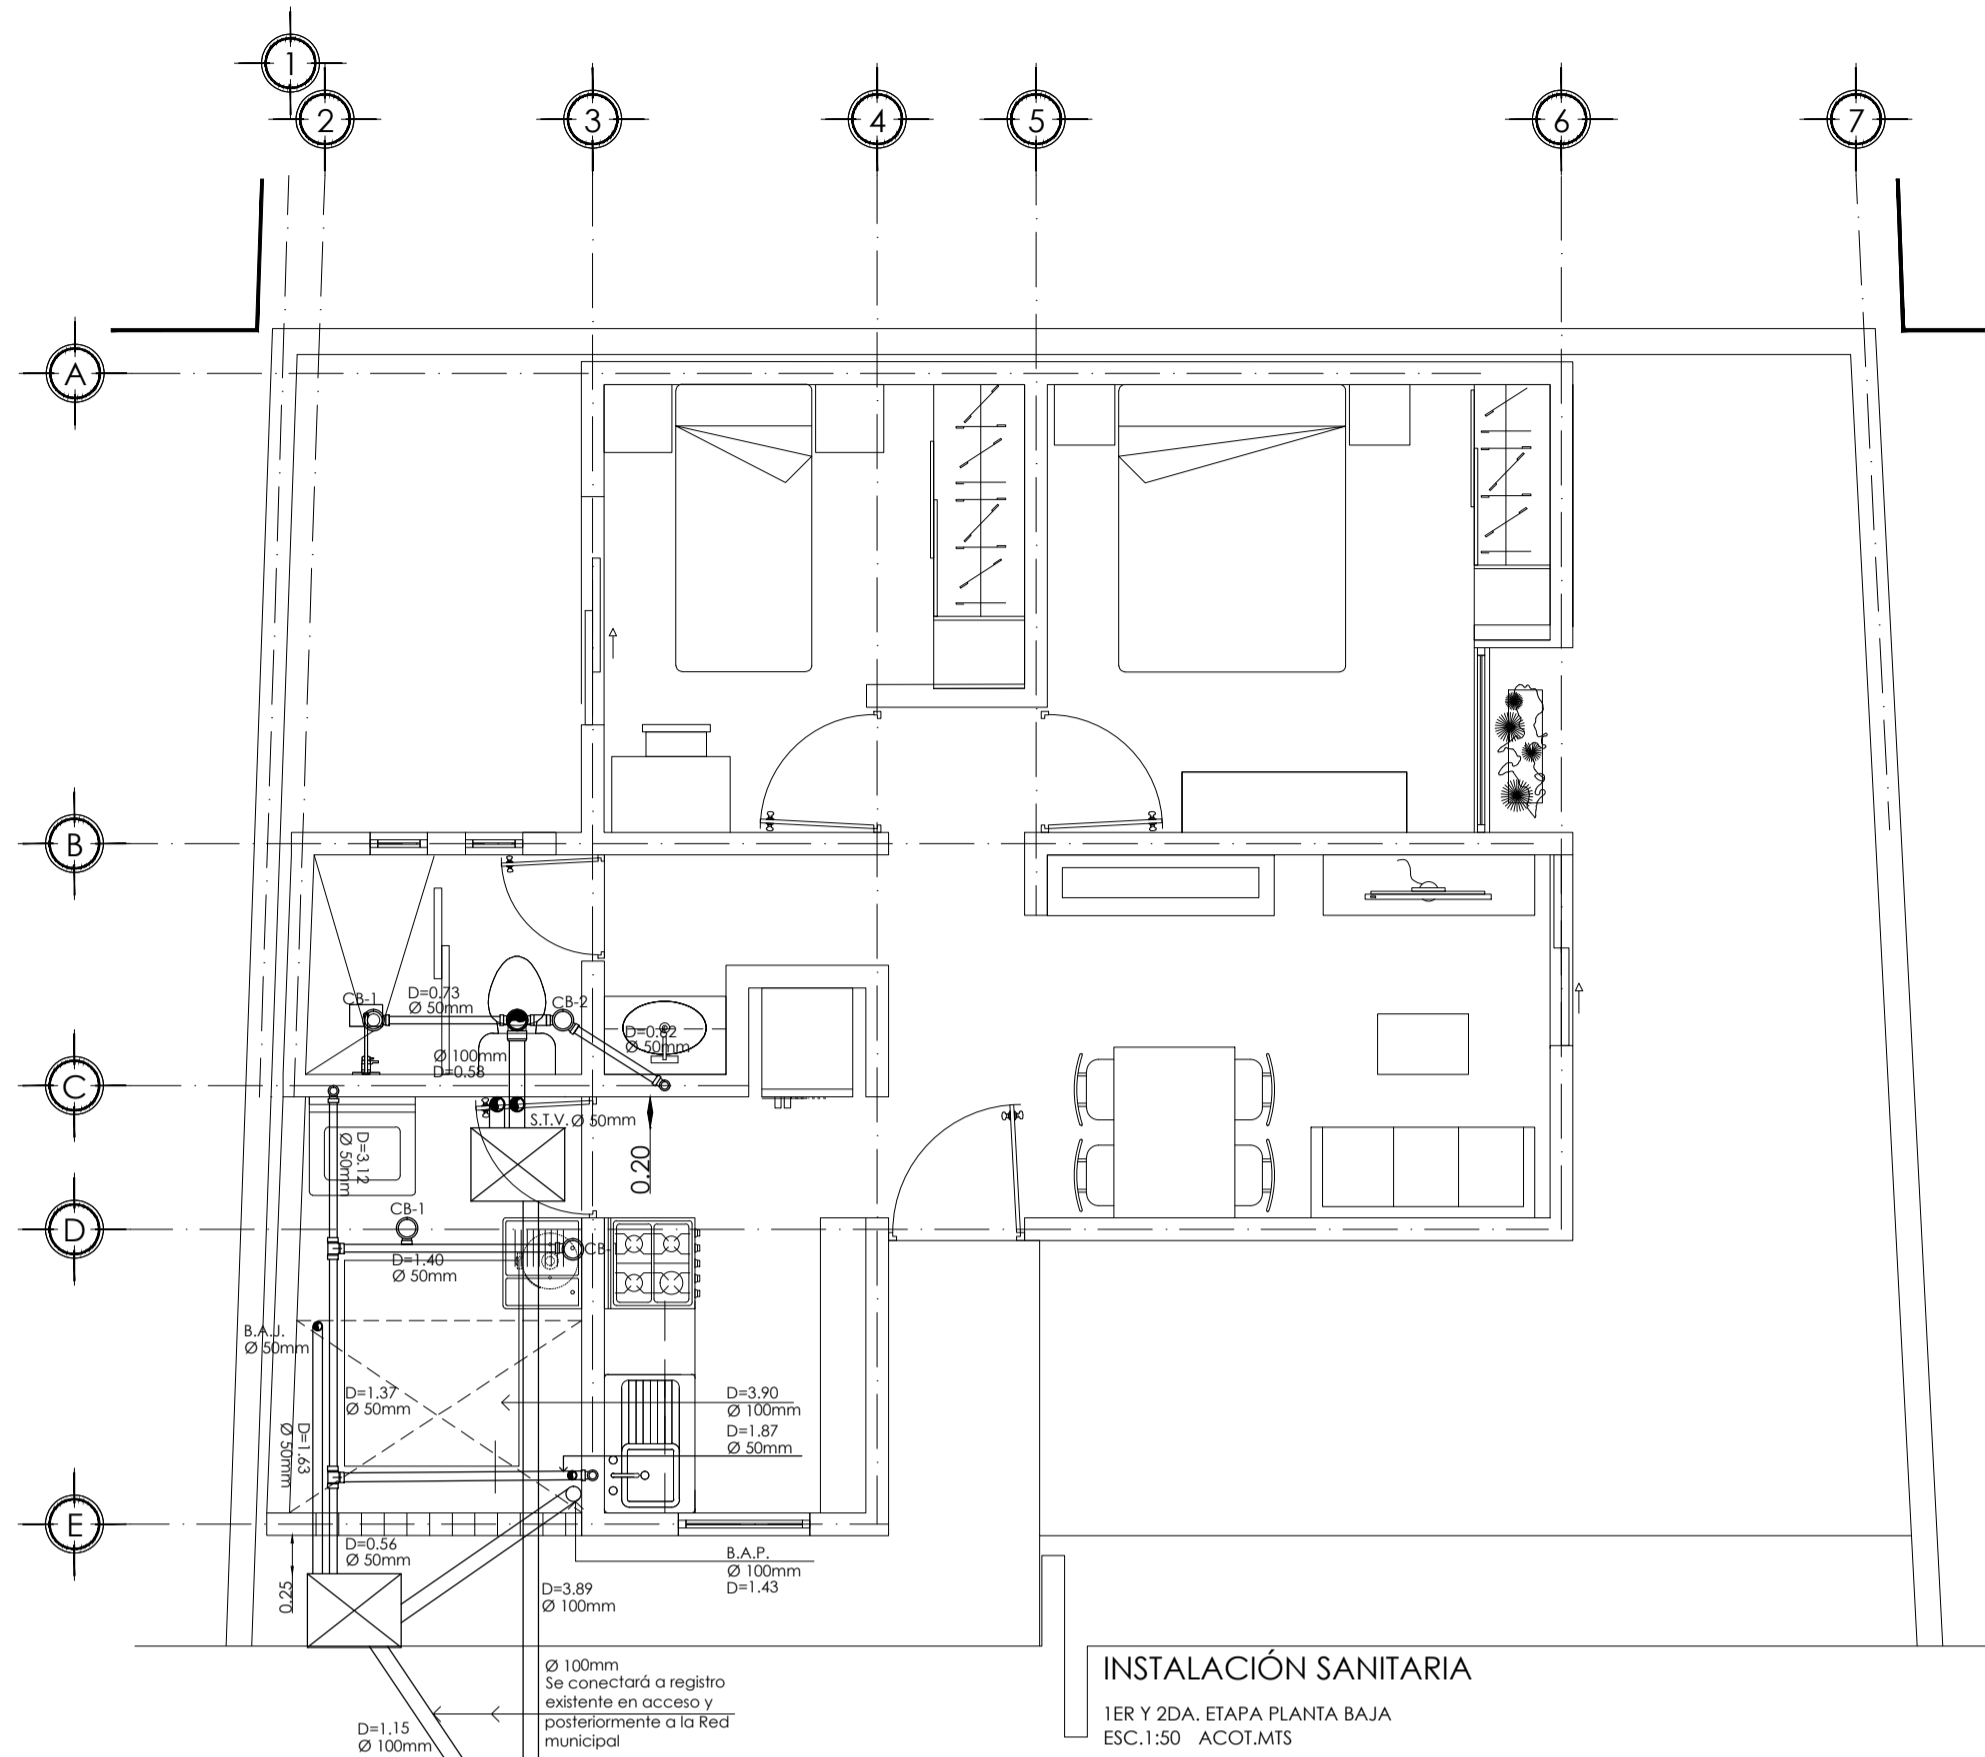 1
2
3
4
5
6
7
A
B
C
D
E
CB-1
D=0.73
Ø 50mm
CB-2
D=0.82
Ø 50mm
Ø 100mm
D=0.58
S.T.V. Ø 50mm
0.20
D=3.12
Ø 50mm
CB-1
CB-
D=1.40
Ø 50mm
B.A.J.
Ø 50mm
D=1.37
Ø 50mm
D=3.90
Ø 100mm
D=1.87
Ø 50mm
D=1.63
Ø 50mm
D=0.56
Ø 50mm
0.25
B.A.P.
Ø 100mm
D=1.43
D=3.89
Ø 100mm
Ø 100mm
Se conectará a registro
existente en acceso y
posteriormente a la Red
municipal
D=1.15
Ø 100mm
INSTALACIÓN SANITARIA
1ER Y 2DA. ETAPA PLANTA BAJA
ESC.1:50 ACOT.MTS